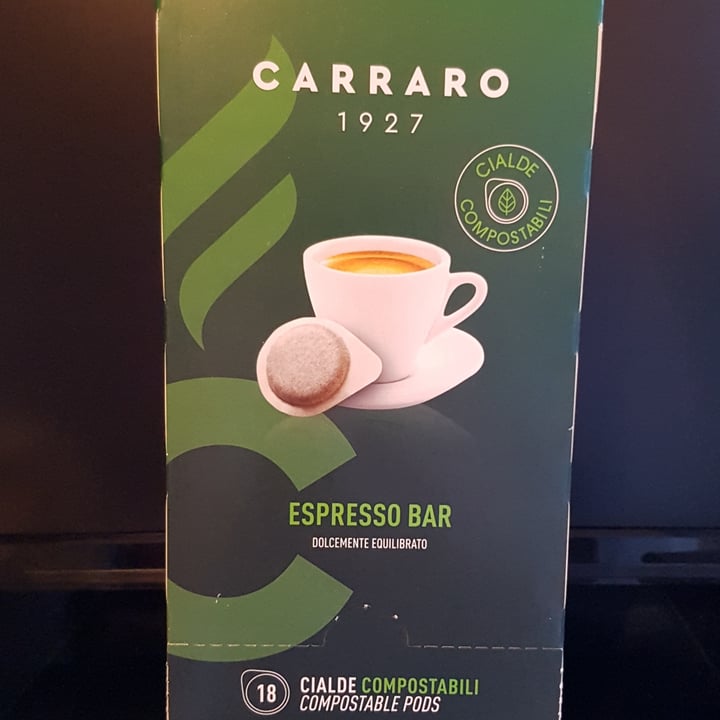 CARRARO
1927
CIALDE
COMPOSTABILI
ESPRESSO BAR
DOLCEMENTE EQUILIBRATO
18
CIALDE COMPOSTABILI
COMPOSTABLE PODS